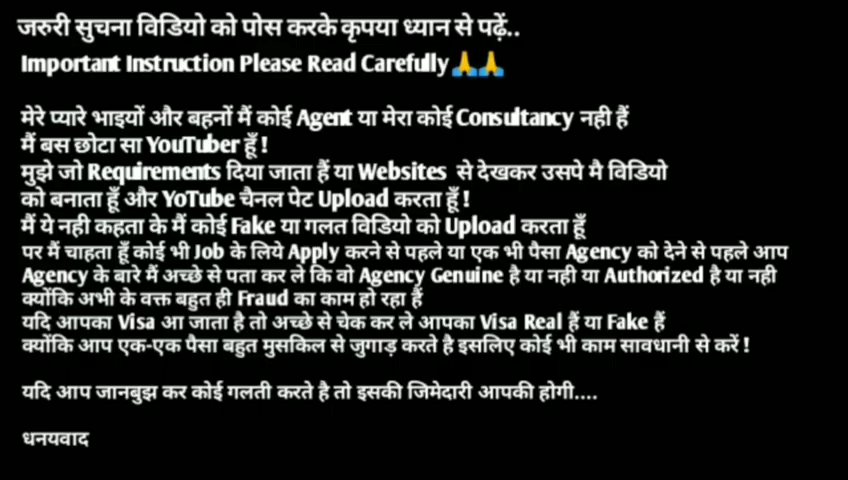 जरुरी सुचना विडियो को पोस करके कृपया ध्यान से पढ़ें..
Important Instruction Please Read Carefully🙏🙏
मेरे प्यारे भाइयों और बहनों मैं कोई Agent या मेरा कोई Consultancy नही हैं
मैं बस छोटा सा YouTuber हूँ !
मुझे जो Requirements दिया जाता हैं या Websites से देखकर उसपे मै विडियो
को बनाता हूँ और YoTube चैनल पेट Upload करता हूँ !
मैं ये नही कहता के मैं कोई Fake या गलत विडियो को Upload करता हूँ
पर मैं चाहता हूँ कोई भी Job के लिये Apply करने से पहले या एक भी पैसा Agency को देने से पहले आप
Agency के बारे मैं अच्छे से पता कर ले कि वो Agency Genuine है या नही या Authorized है या नही
क्योंकि अभी के वक्त बहुत ही Fraud का काम हो रहा हैं
यदि आपका Visa आ जाता है तो अच्छे से चेक कर ले आपका Visa Real हैं या Fake हैं
क्योंकि आप एक-एक पैसा बहुत मुसकिल से जुगाड़ करते है इसलिए कोई भी काम सावधानी से करें !
यदि आप जानबुझ कर कोई गलती करते है तो इसकी जिमेदारी आपकी होगी....
धनयवाद